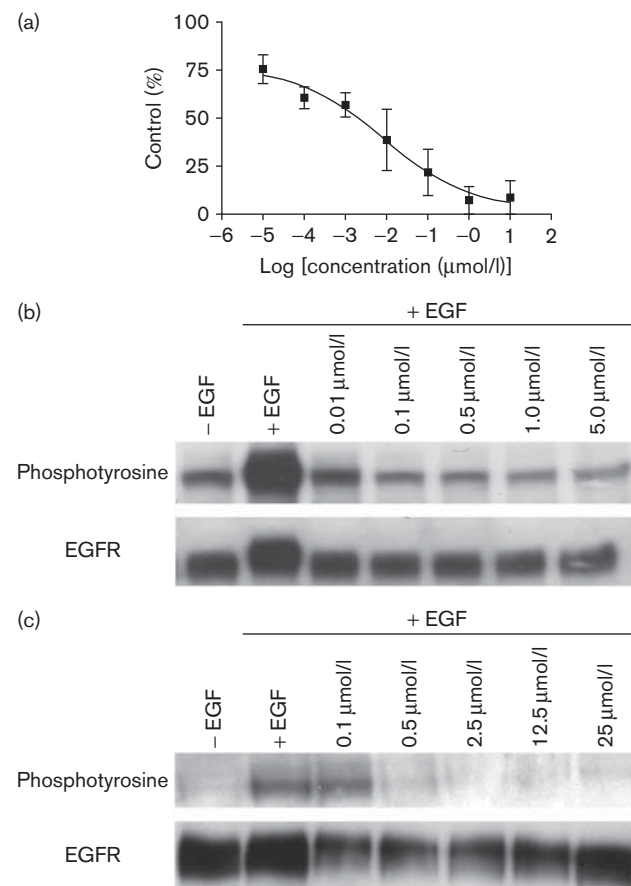 (a)
100
75
50
25
0
Control (%)
−6 −5 −4 −3 −2 −1 −0 1 2
Log [concentration (μmol/l)]
(b)
+ EGF
− EGF
+ EGF
0.01 μmol/l
0.1 μmol/l
0.5 μmol/l
1.0 μmol/l
5.0 μmol/l
Phosphotyrosine
EGFR
(c)
+ EGF
− EGF
+ EGF
0.1 μmol/l
0.5 μmol/l
2.5 μmol/l
12.5 μmol/l
25 μmol/l
Phosphotyrosine
EGFR